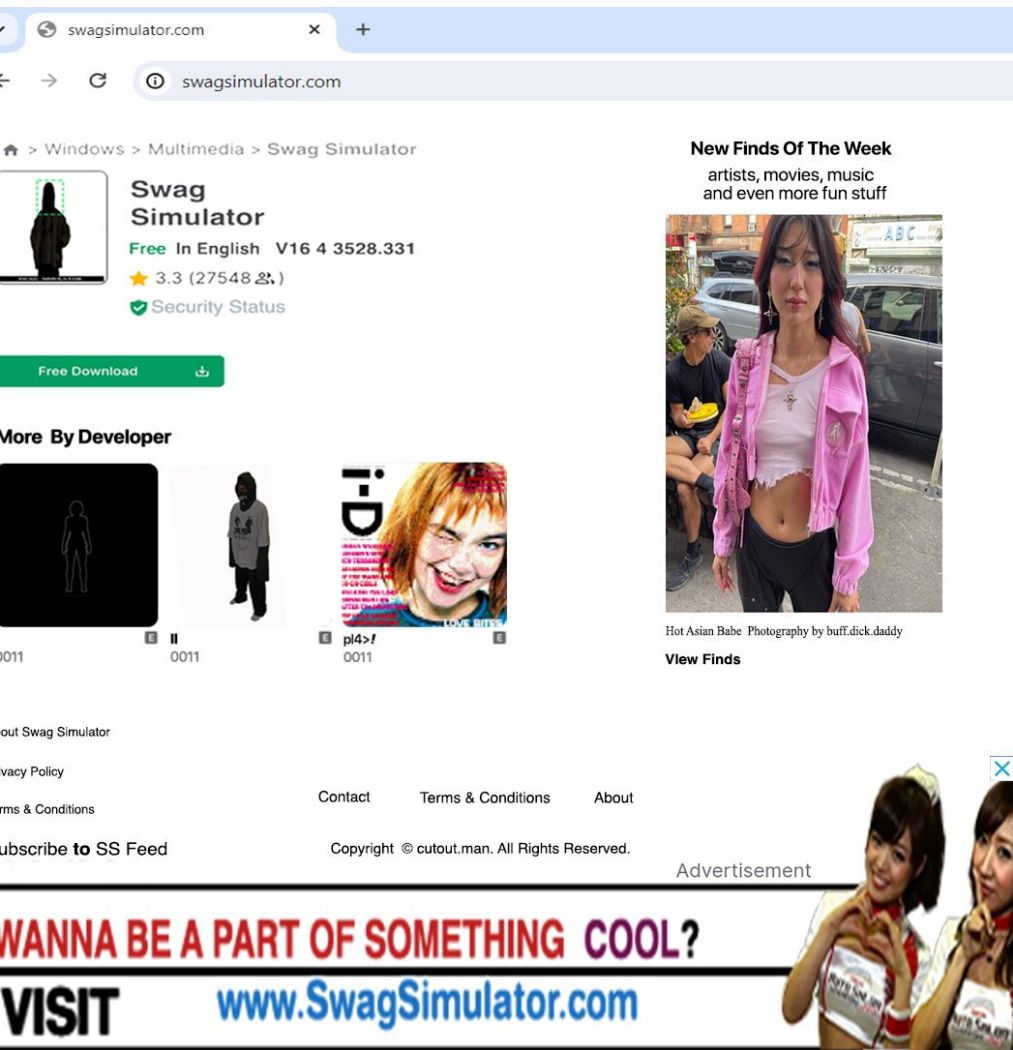 swagsimulator.com
swagsimulator.com
> Windows > Multimedia > Swag Simulator
Swag
Simulator
Free In English V16 4 3528.331
3.3 (27548)
Security Status
Free Download
More By Developer
i-D
LOVE BITES
E
II
E
pl4>!
E
0011
0011
0011
New Finds Of The Week
artists, movies, music
and even more fun stuff
ABC
Hot Asian Babe Photography by buff.dick.daddy
VIew Finds
out Swag Simulator
vacy Policy
rms & Conditions
ubscribe to SS Feed
Contact Terms & Conditions About
Copyright © cutout.man. All Rights Reserved.
Advertisement
WANNA BE A PART OF SOMETHING COOL?
VISIT www.SwagSimulator.com